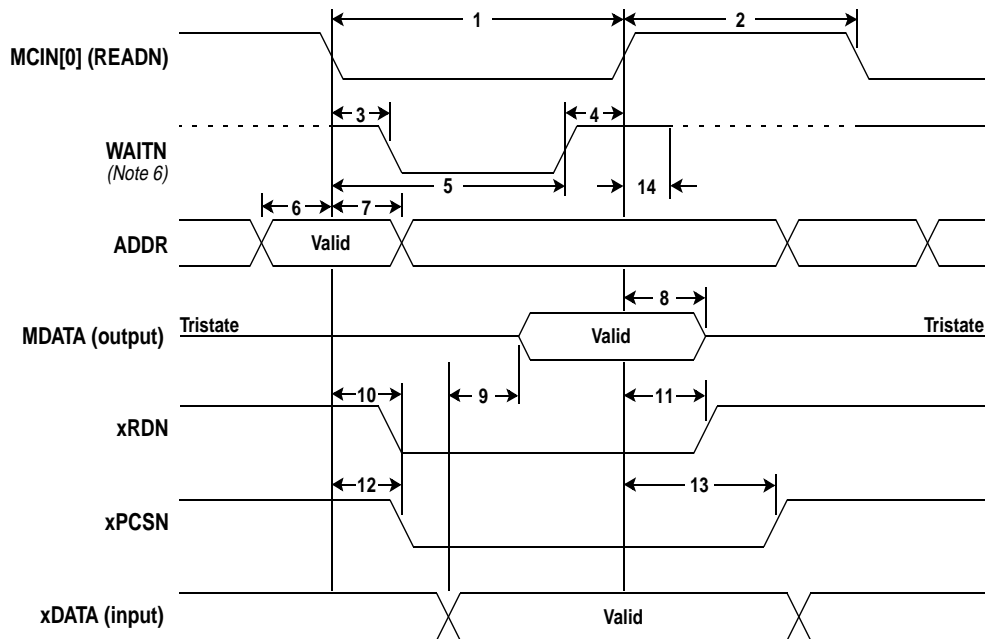 1
2
MCIN[0] (READN)
3
4
WAITN
(Note 6)
5
14
6
7
ADDR
Valid
8
MDATA (output)
Tristate
Valid
Tristate
10
9
11
xRDN
12
13
xPCSN
xDATA (input)
Valid